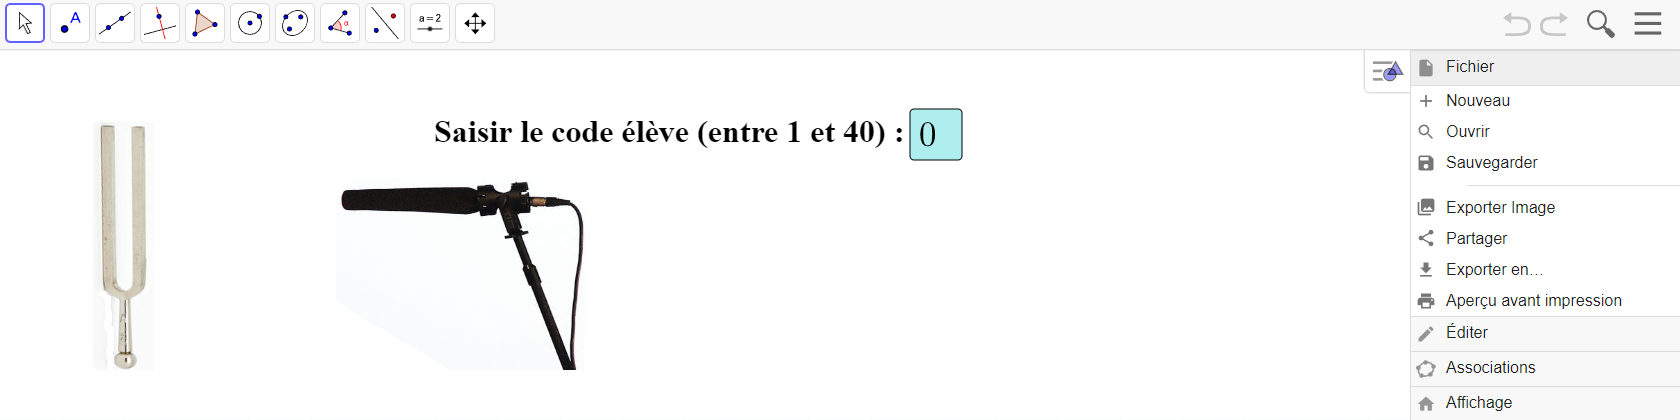 A
α
a=2
Saisir le code élève (entre 1 et 40) : 0
Fichier
Nouveau
Ouvrir
Sauvegarder
Exporter Image
Partager
Exporter en…
Aperçu avant impression
Éditer
Associations
Affichage